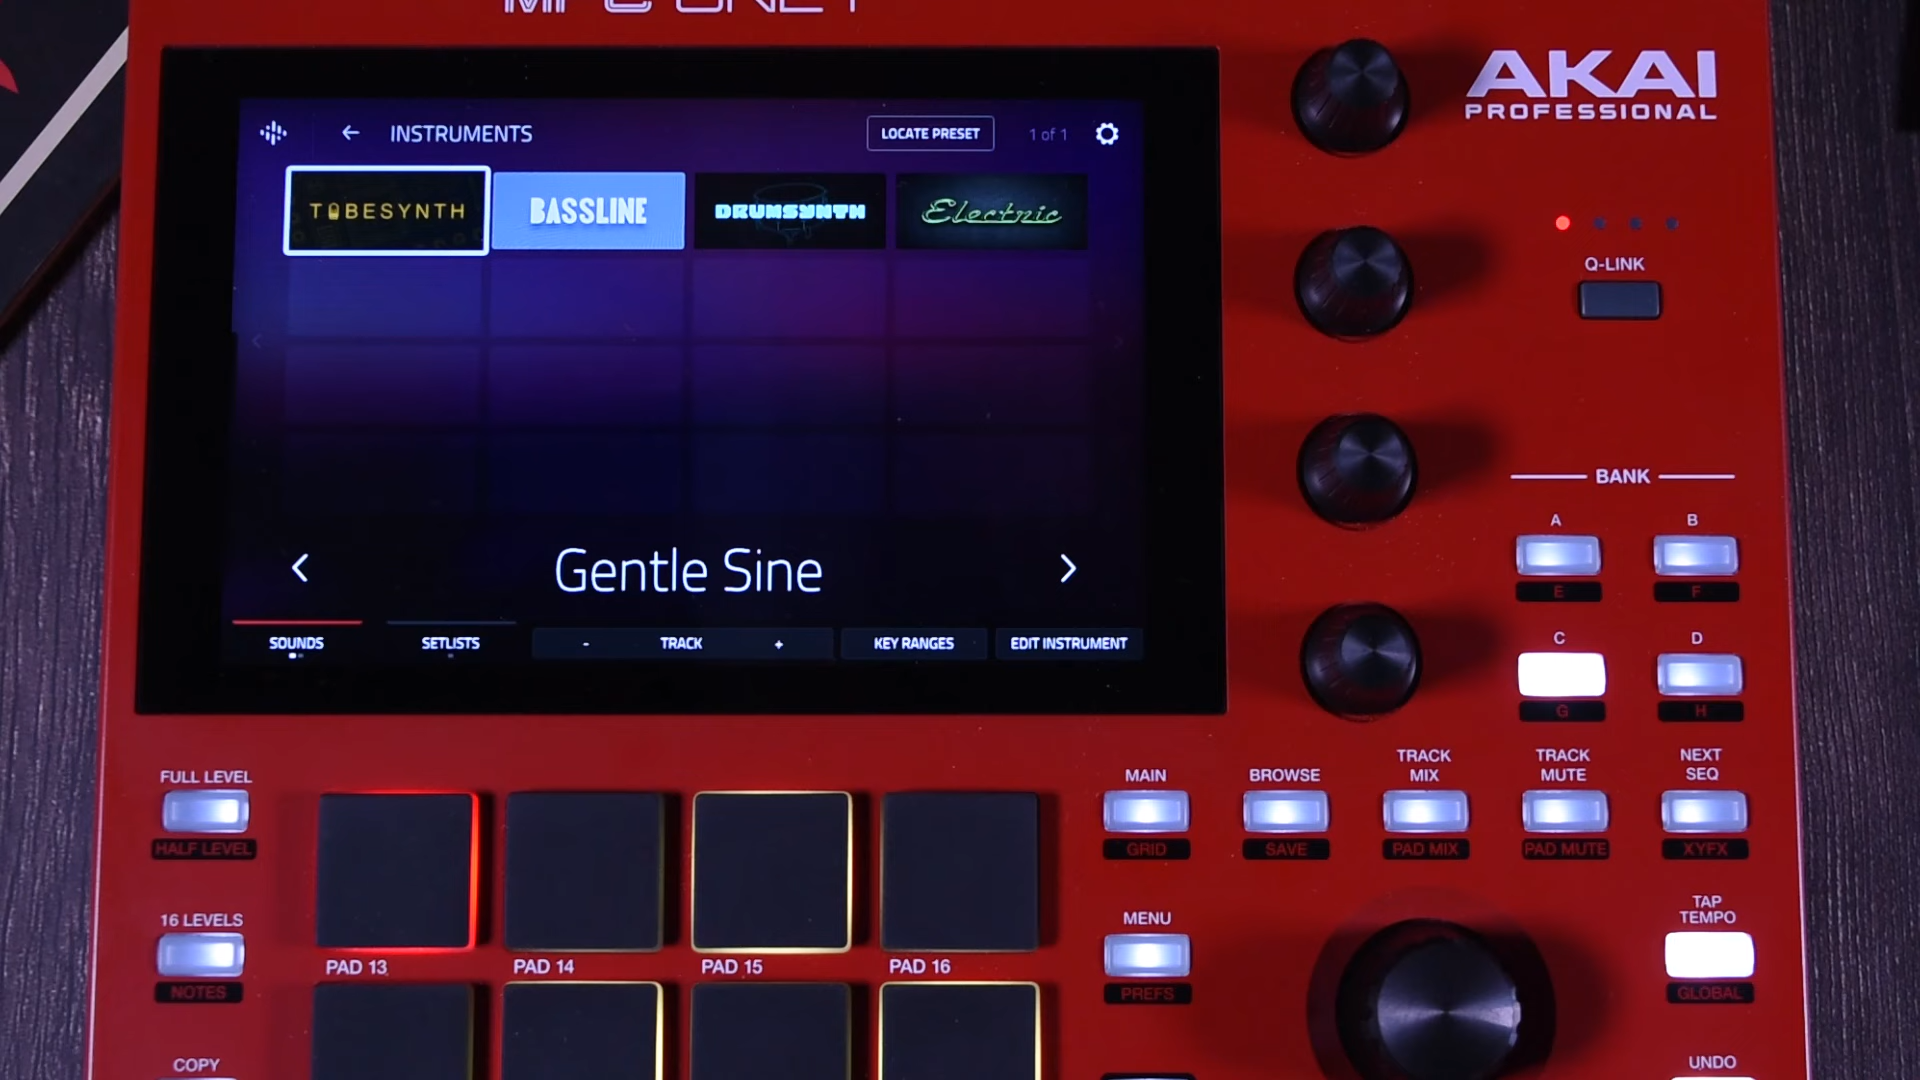 MPC ONE+
AKAI
PROFESSIONAL
INSTRUMENTS
LOCATE PRESET
1 of 1
TUBESYNTH
BASSLINE
DRUMSYNTH
Electric
Q-LINK
BANK
A
B
E
F
Gentle Sine
C
D
G
H
SOUNDS
SETLISTS
- TRACK +
KEY RANGES
EDIT INSTRUMENT
FULL LEVEL
HALF LEVEL
MAIN
BROWSE
TRACK
MIX
TRACK
MUTE
NEXT
SEQ
GRID
SAVE
PAD MIX
PAD MUTE
XYFX
16 LEVELS
NOTES
PAD 13
PAD 14
PAD 15
PAD 16
MENU
PREFS
TAP
TEMPO
GLOBAL
COPY
UNDO